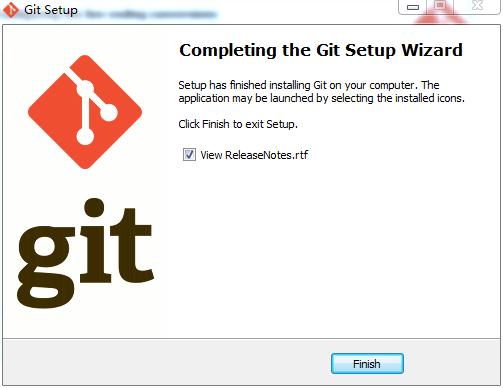 Git Setup
Completing the Git Setup Wizard
Setup has finished installing Git on your computer. The
application may be launched by selecting the installed icons.
Click Finish to exit Setup.
View ReleaseNotes.rtf
git
Finish